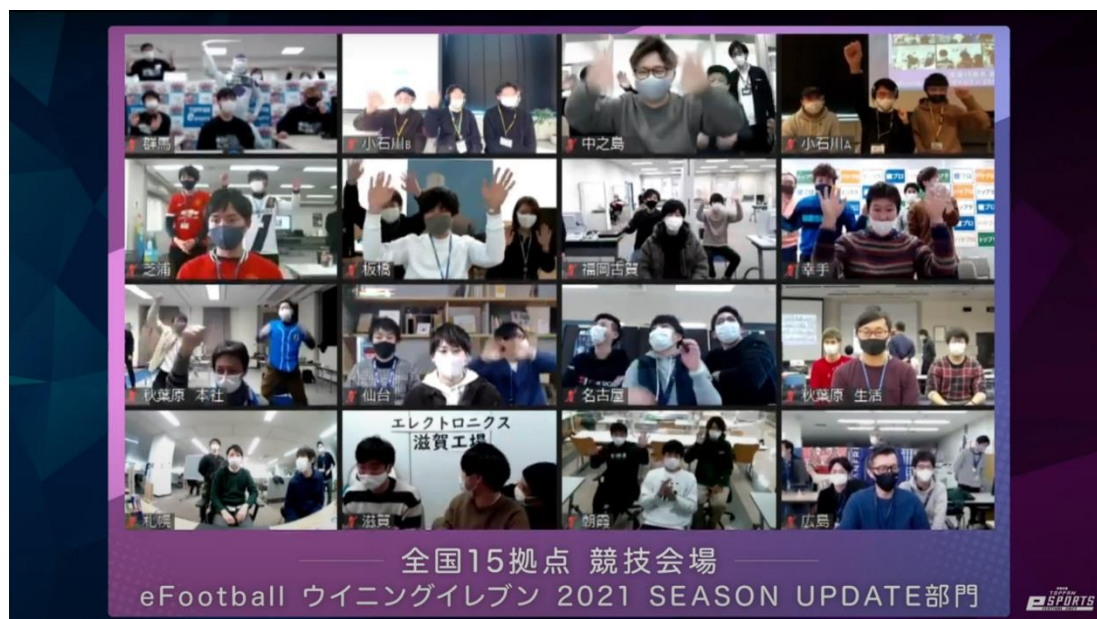 群馬
小石川B
中之島
小石川A
芝浦
板橋
福岡古賀
幸手
秋葉原 本社
仙台
名古屋
秋葉原 生活
札幌
エレクトロニクス
滋賀工場
滋賀
朝霞
広島
全国15拠点 競技会場
eFootball ウイニングイレブン 2021 SEASON UPDATE部門
TOPPAN
eSPORTS